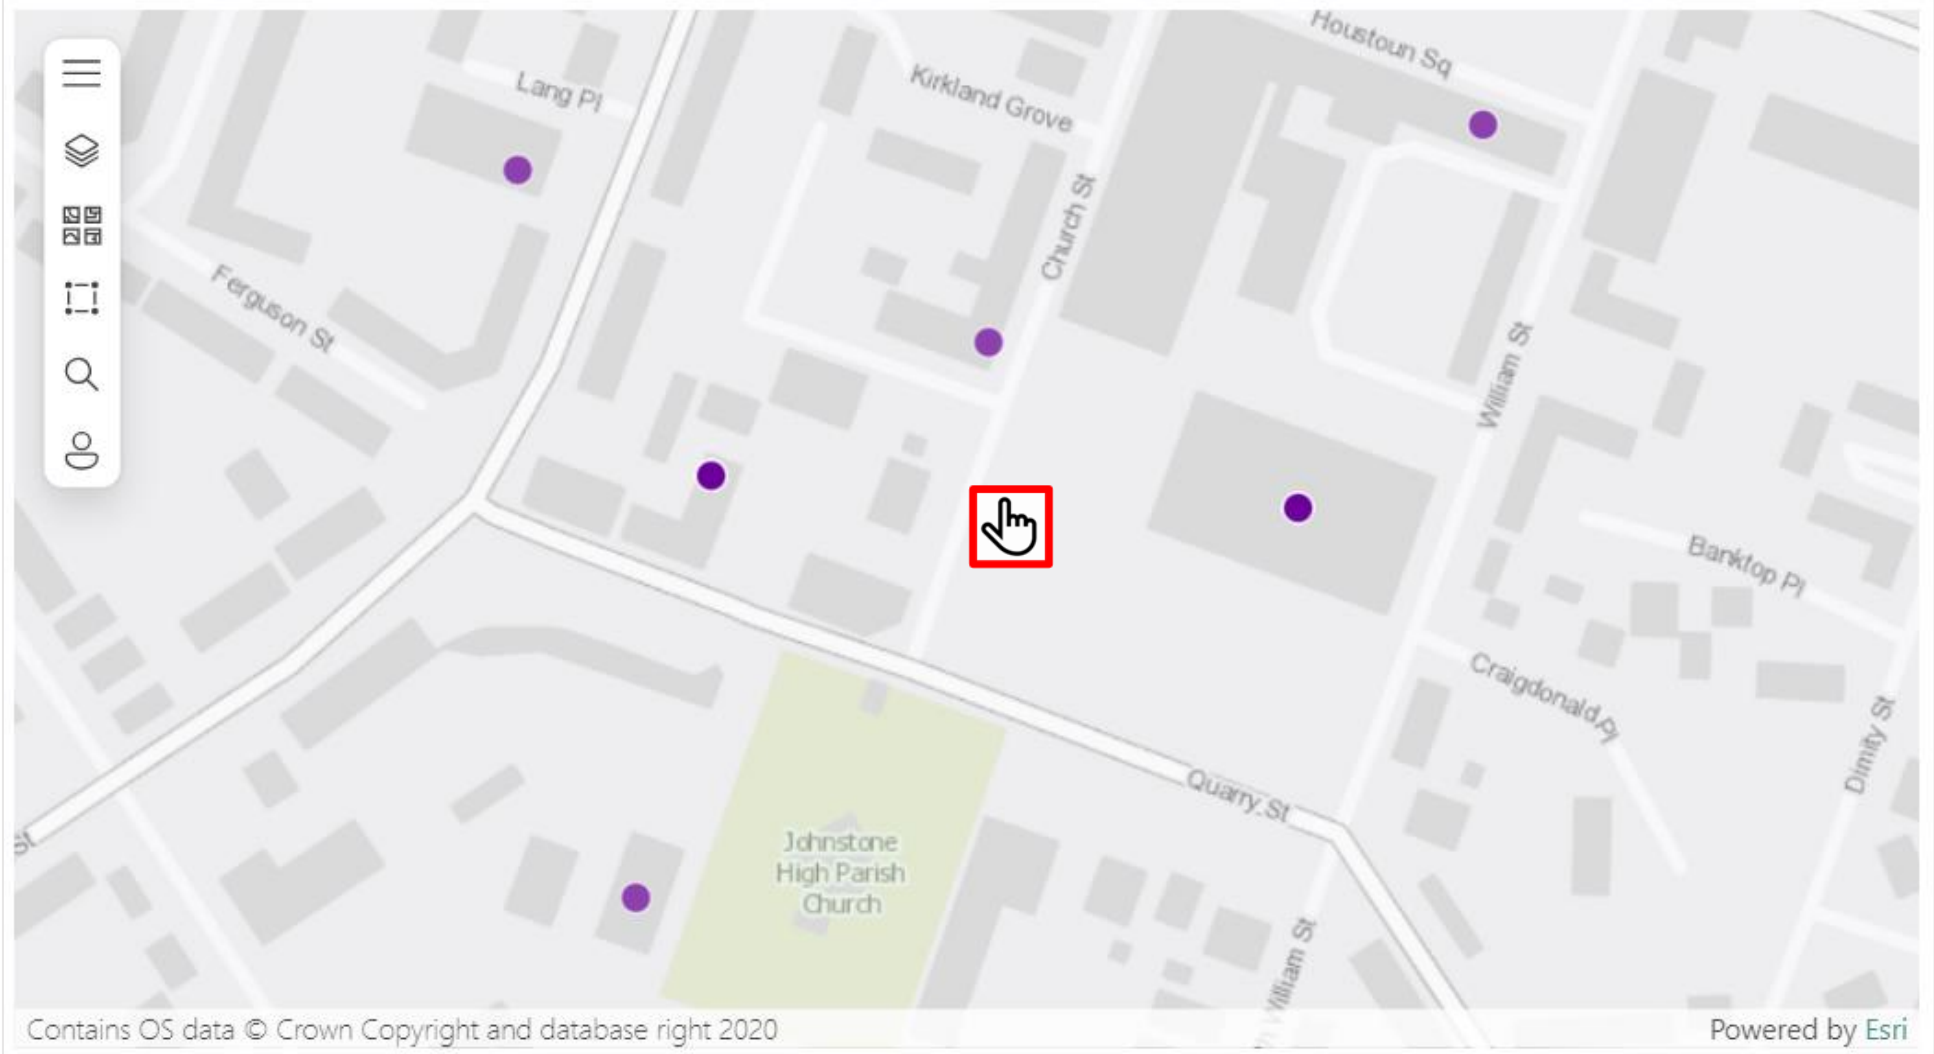 Houstoun Sq
Lang Pl
Kirkland Grove
Church St
Ferguson St
William St
Banktop Pl
Craigdonald Pl
Dimity St
Quarry St
St
Johnstone
High Parish
Church
William St
Contains OS data © Crown Copyright and database right 2020
Powered by Esri